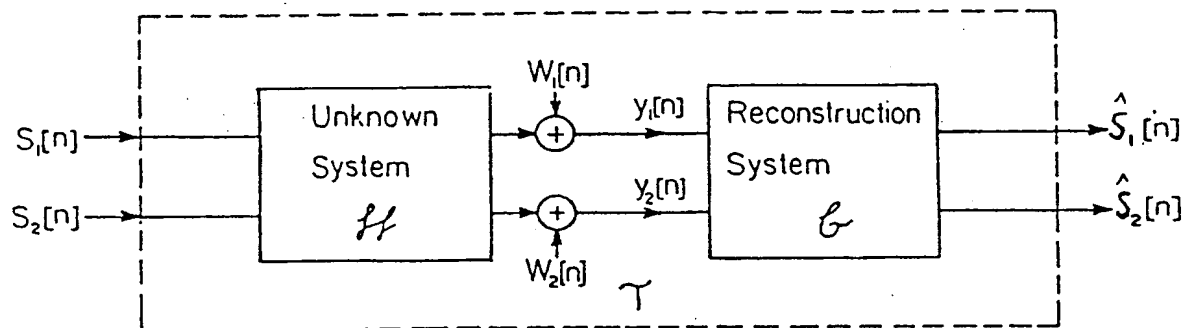 W₁[n]
S₁[n]
Unknown
System
ℋ
y₁[n]
Reconstruction
System
Ŝ₁[n]
S₂[n]
y₂[n]
Ŝ₂[n]
W₂[n]
T